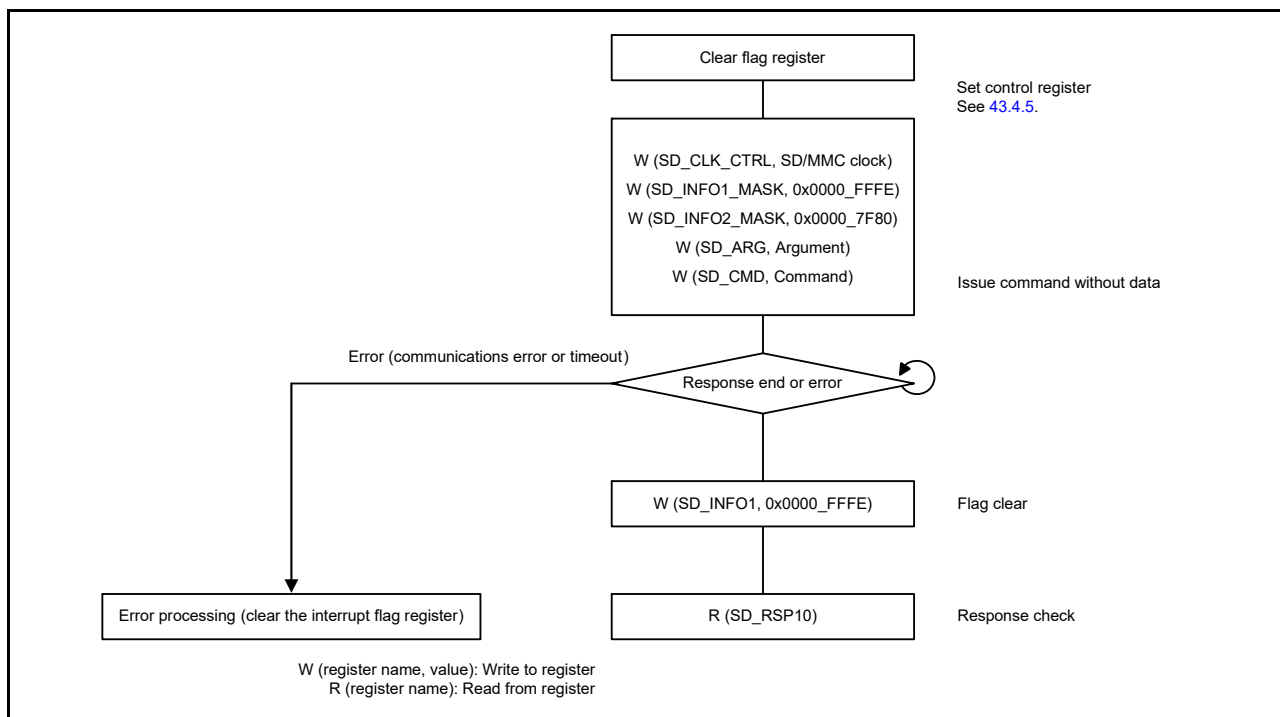 Clear flag register
Set control register
See 43.4.5.
W (SD_CLK_CTRL, SD/MMC clock)
W (SD_INFO1_MASK, 0x0000_FFFE)
W (SD_INFO2_MASK, 0x0000_7F80)
W (SD_ARG, Argument)
W (SD_CMD, Command)
Issue command without data
Error (communications error or timeout)
Response end or error
W (SD_INFO1, 0x0000_FFFE)
Flag clear
Error processing (clear the interrupt flag register)
R (SD_RSP10)
Response check
W (register name, value): Write to register
R (register name): Read from register